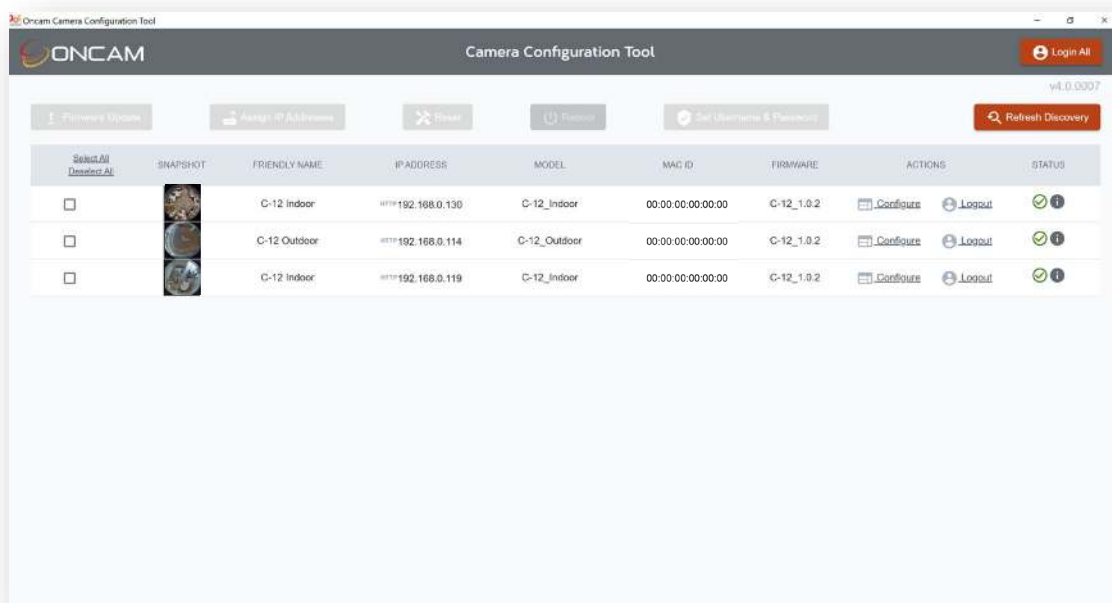 Oncam Camera Configuration Tool
ONCAM
Camera Configuration Tool
Login All
v4.0.0007
Firmware Update
Assign IP Addresses
Reset
Reboot
Set Username & Password
Refresh Discovery
Select All
Deselect All
SNAPSHOT
FRIENDLY NAME
IP ADDRESS
MODEL
MAC ID
FIRMWARE
ACTIONS
STATUS
C-12 Indoor HTTP 192.168.0.130 C-12_Indoor 00:00:00:00:00:00 C-12_1.0.2 Configure Logout
C-12 Outdoor HTTP 192.168.0.114 C-12_Outdoor 00:00:00:00:00:00 C-12_1.0.2 Configure Logout
C-12 Indoor HTTP 192.168.0.119 C-12_Indoor 00:00:00:00:00:00 C-12_1.0.2 Configure Logout